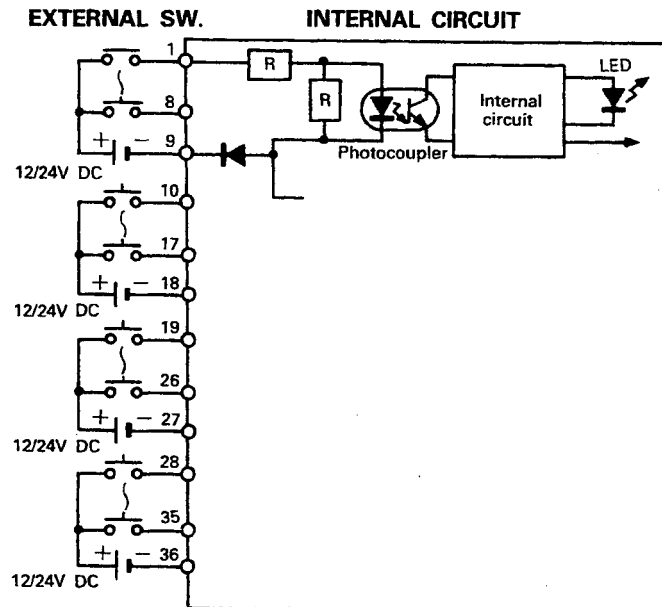 EXTERNAL SW. INTERNAL CIRCUIT
1
R
LED
8
R
Internal
circuit
+ − 9
Photocoupler
12/24V DC
10
17
+ − 18
12/24V DC
19
26
+ − 27
12/24V DC
28
35
+ − 36
12/24V DC